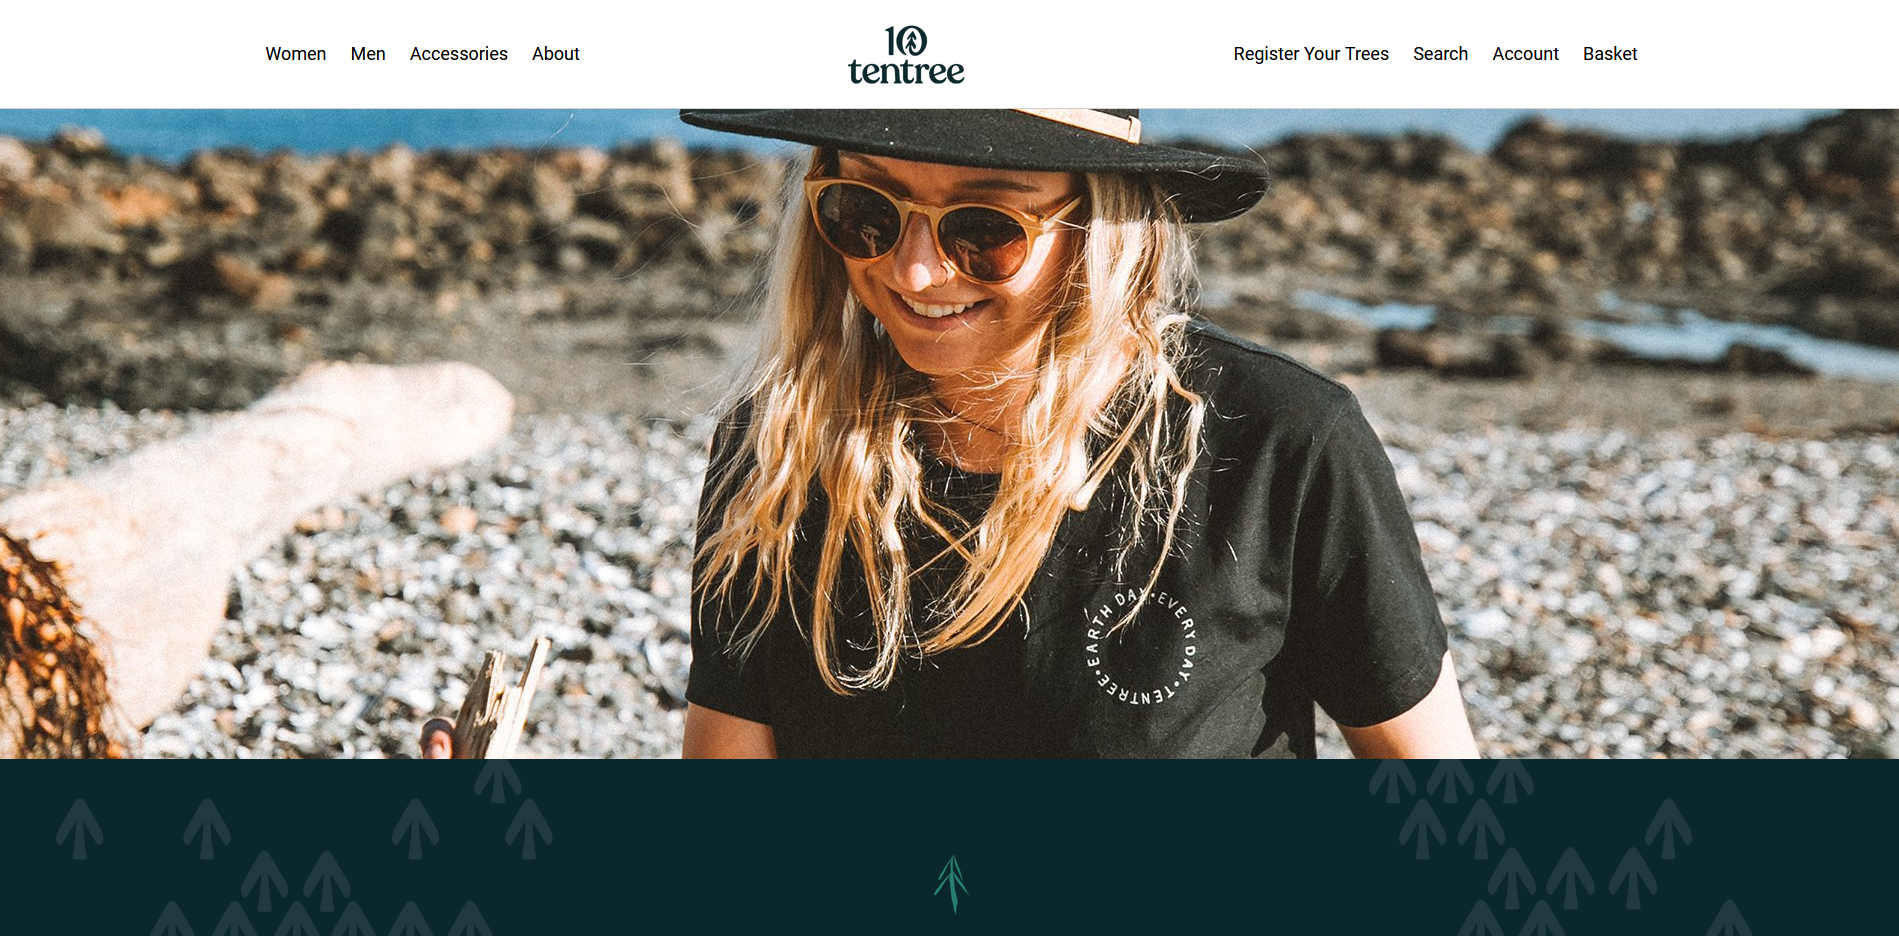 Women Men Accessories About
10
tentree
Register Your Trees Search Account Basket
EARTH DAY • EVERY DAY • TENTREE •